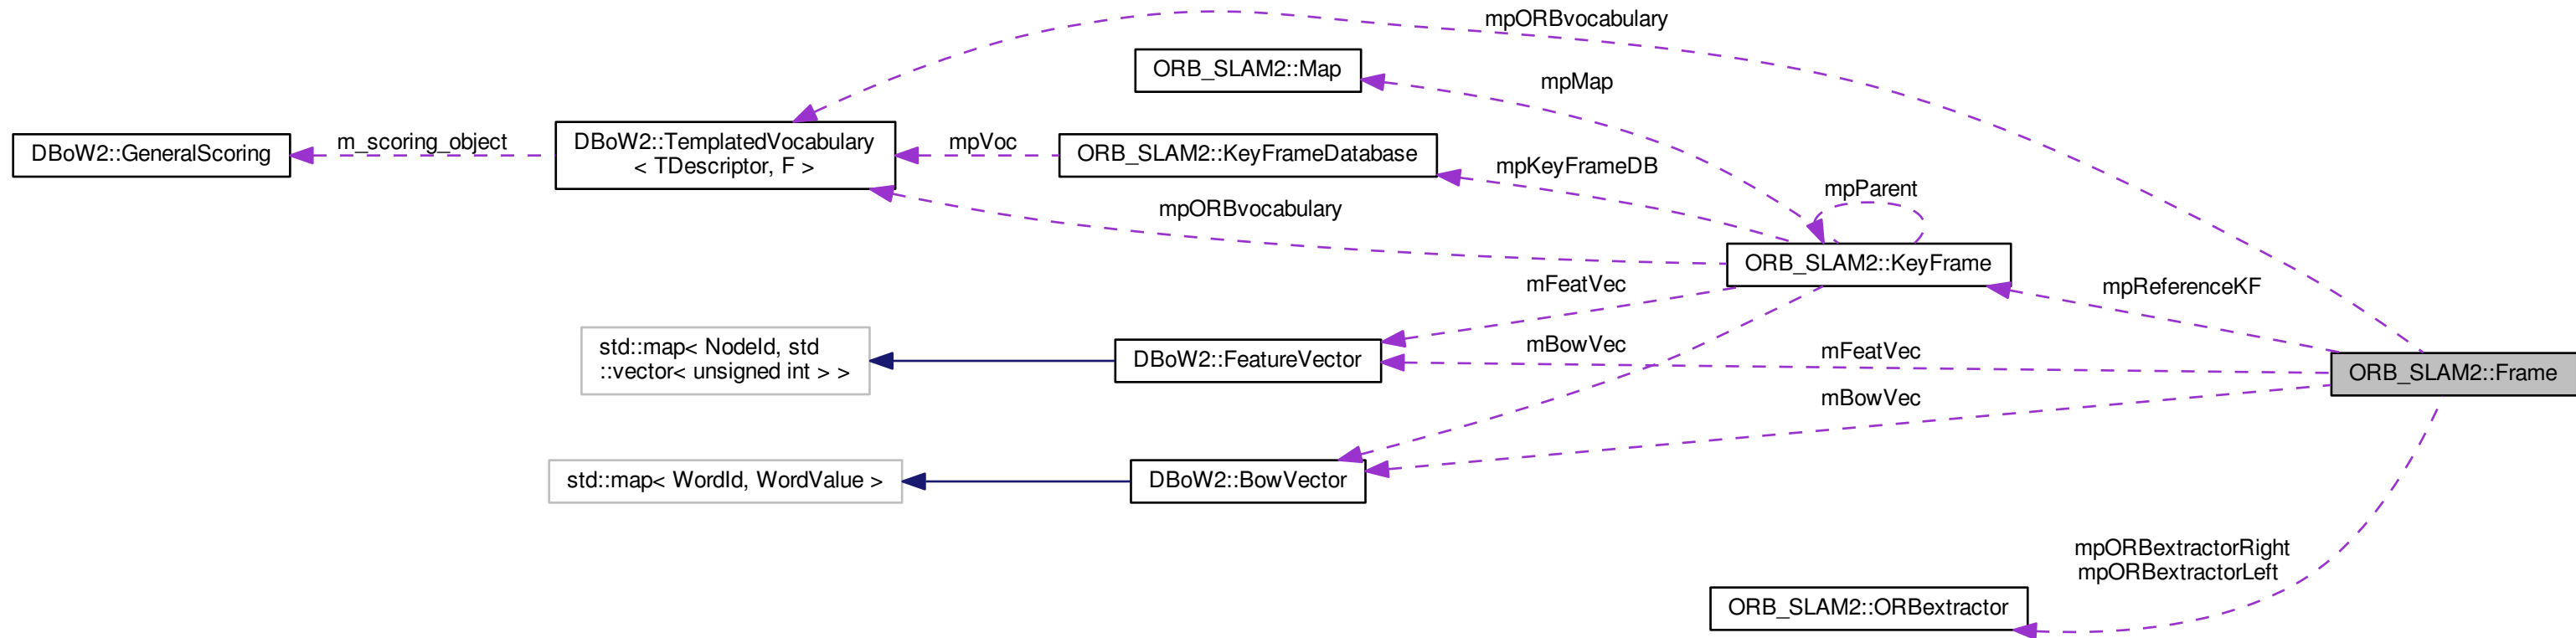 mpORBvocabulary
ORB_SLAM2::Map
mpMap
DBoW2::GeneralScoring
m_scoring_object
DBoW2::TemplatedVocabulary
< TDescriptor, F >
mpVoc
ORB_SLAM2::KeyFrameDatabase
mpKeyFrameDB
mpParent
mpORBvocabulary
ORB_SLAM2::KeyFrame
mFeatVec
mpReferenceKF
std::map< NodeId, std
::vector< unsigned int > >
DBoW2::FeatureVector
mBowVec
mFeatVec
ORB_SLAM2::Frame
mBowVec
std::map< WordId, WordValue >
DBoW2::BowVector
mpORBextractorRight
mpORBextractorLeft
ORB_SLAM2::ORBextractor